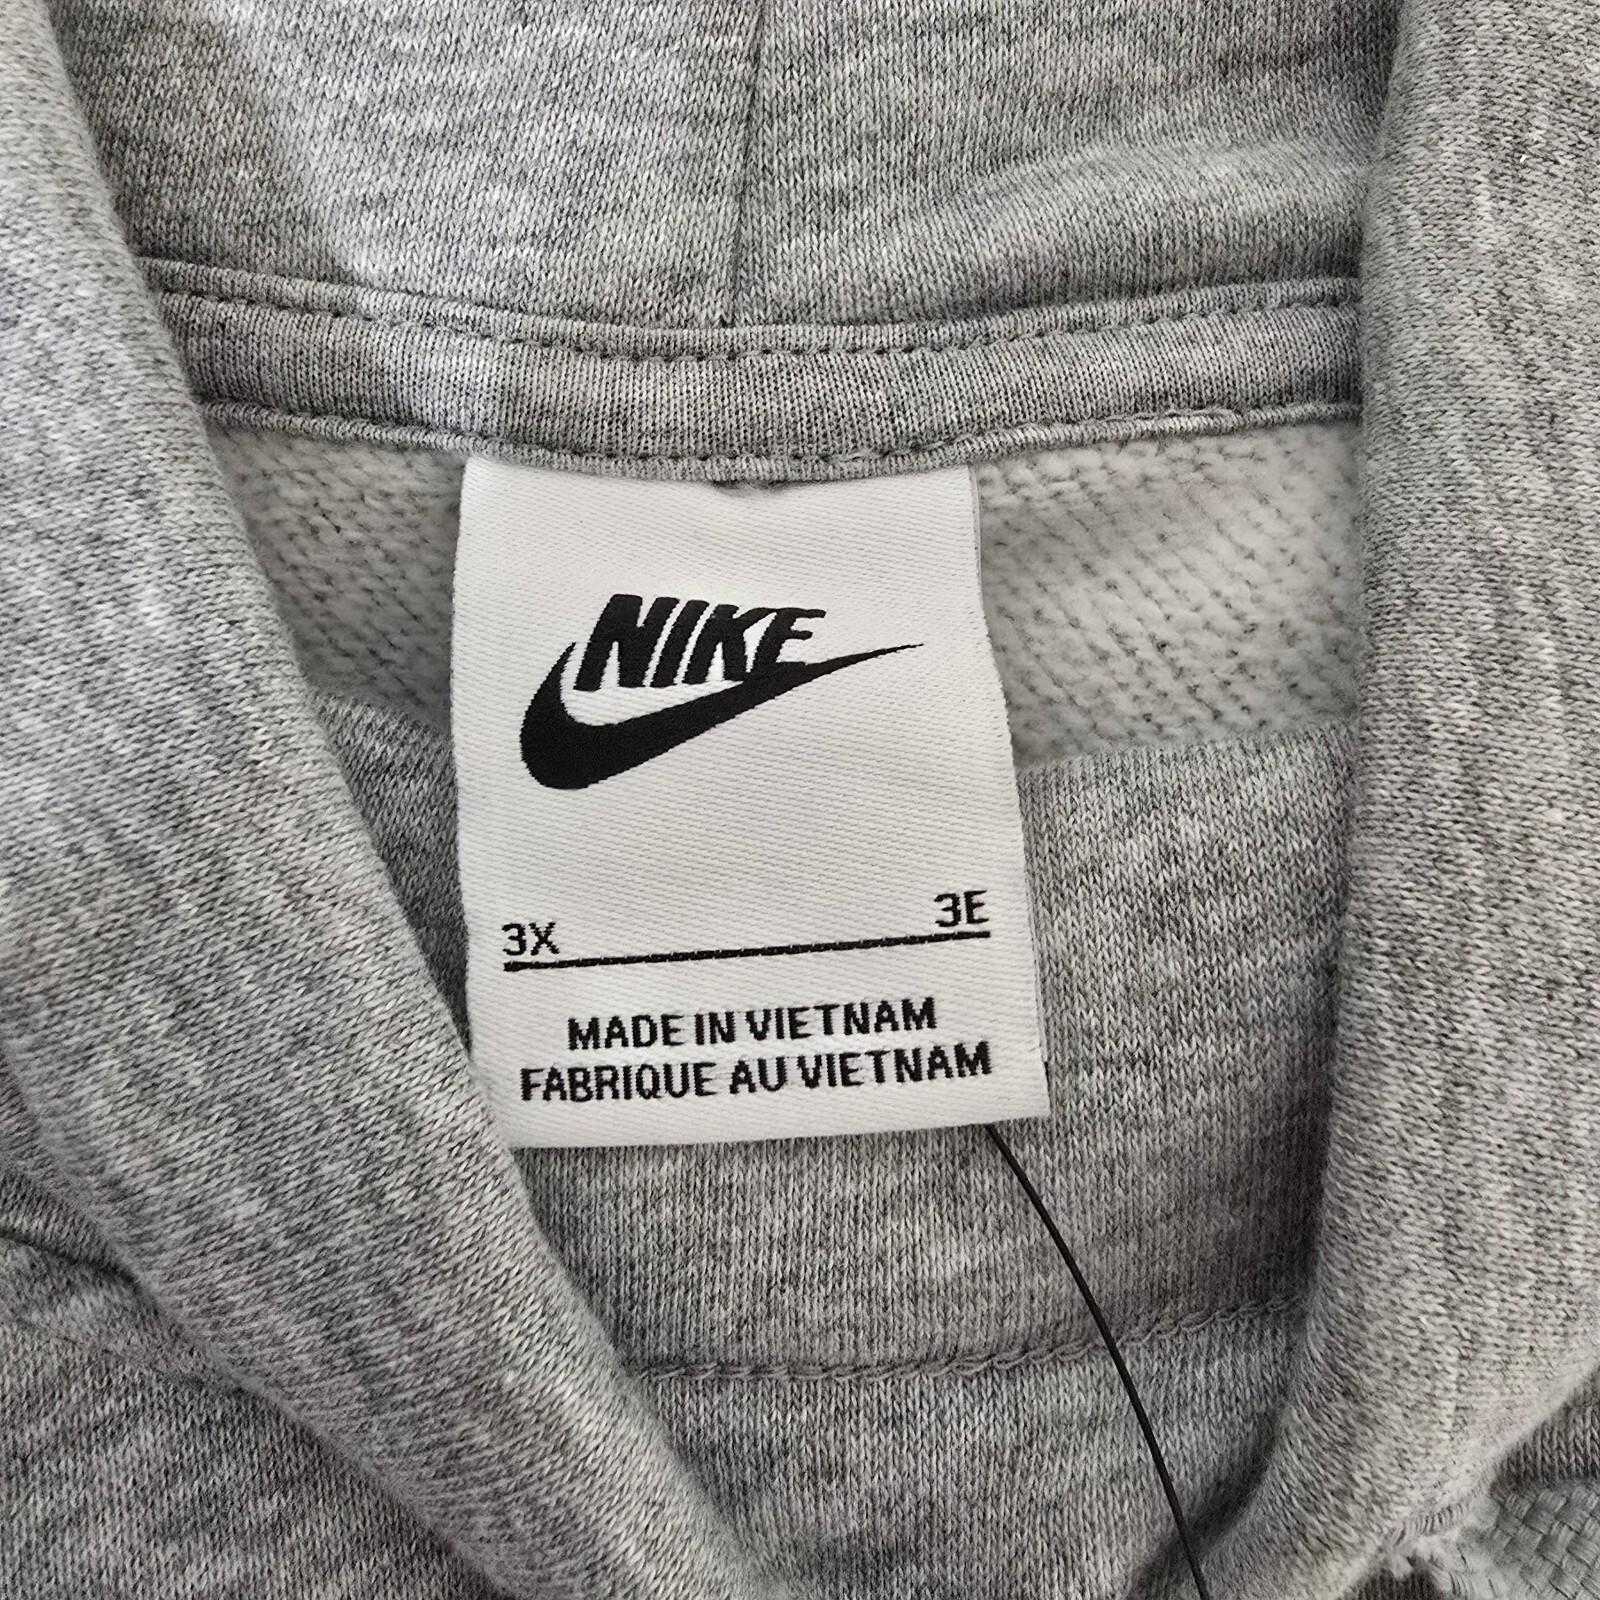 NIKE
3X 3E
MADE IN VIETNAM
FABRIQUE AU VIETNAM